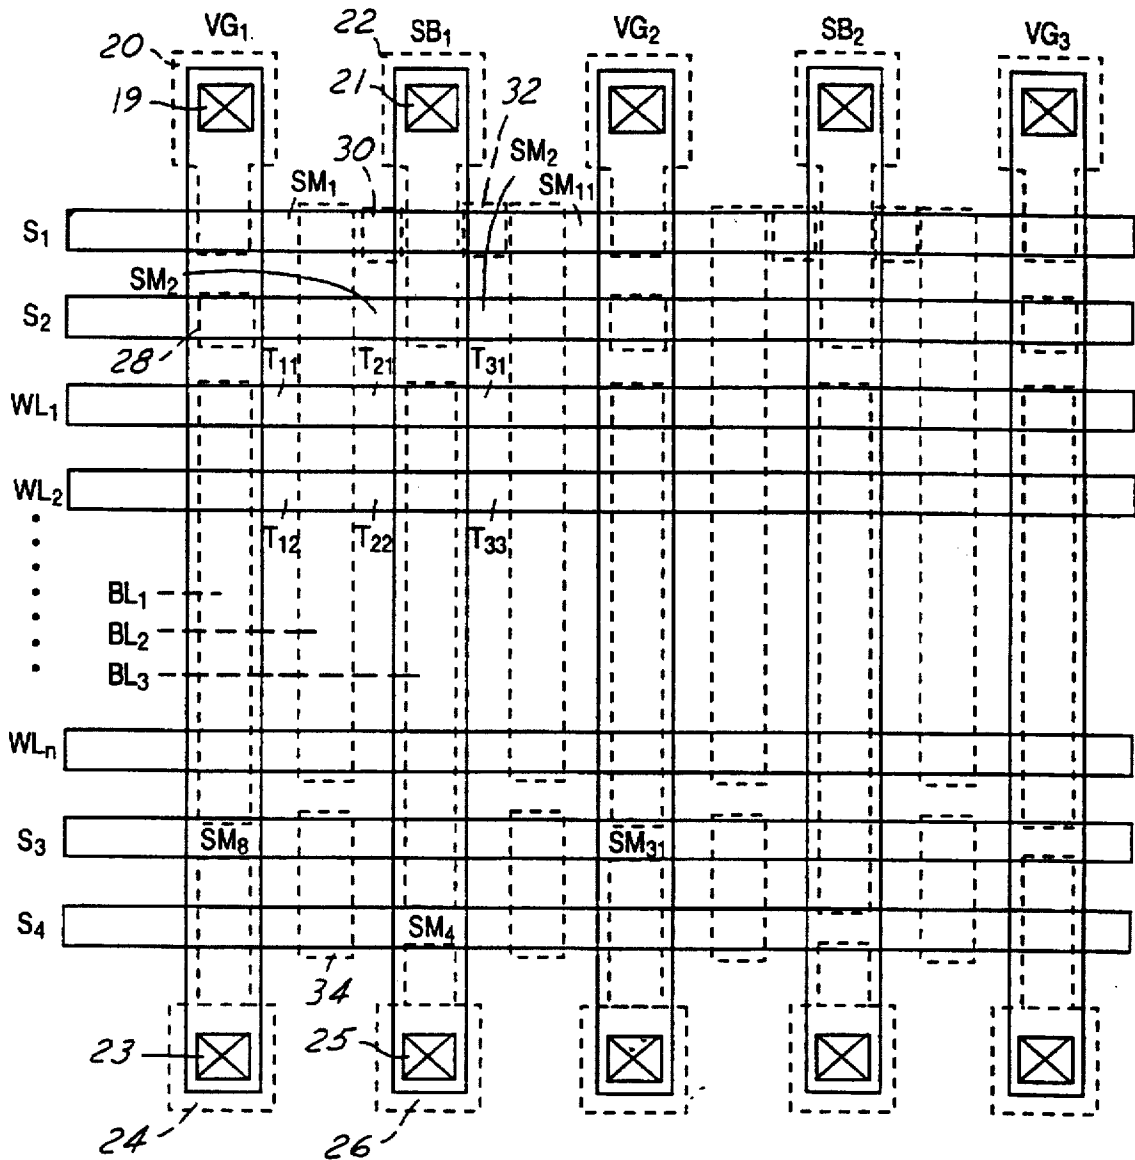 VG1 SB1 VG2 SB2 VG3
20 22
19 21 32
30 SM2
SM1 SM11
S1
SM2
S2
28 T11 T21 T31
WL1
WL2
T12 T22 T33
BL1
BL2
BL3
WLn
S3 SM8 SM31
S4 SM4
34
23 25
24 26